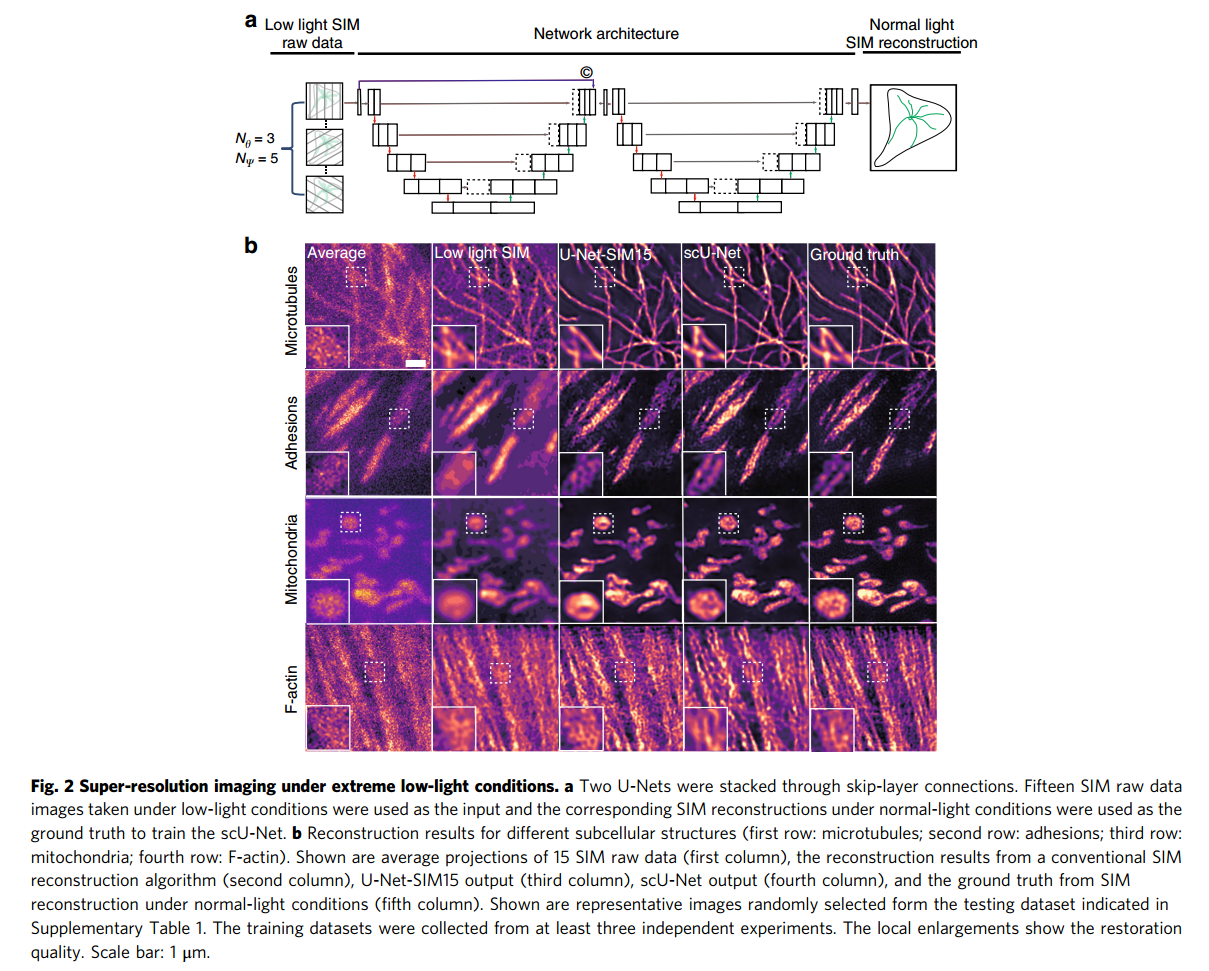 a
Low light SIM
raw data
Network architecture
Normal light
SIM reconstruction
©
Nθ = 3
NΨ = 5
b
Average
Low light SIM
U-Net-SIM15
scU-Net
Ground truth
Microtubules
Adhesions
Mitochondria
F-actin
Fig. 2 Super-resolution imaging under extreme low-light conditions. a Two U-Nets were stacked through skip-layer connections. Fifteen SIM raw data
images taken under low-light conditions were used as the input and the corresponding SIM reconstructions under normal-light conditions were used as the
ground truth to train the scU-Net. b Reconstruction results for different subcellular structures (first row: microtubules; second row: adhesions; third row:
mitochondria; fourth row: F-actin). Shown are average projections of 15 SIM raw data (first column), the reconstruction results from a conventional SIM
reconstruction algorithm (second column), U-Net-SIM15 output (third column), scU-Net output (fourth column), and the ground truth from SIM
reconstruction under normal-light conditions (fifth column). Shown are representative images randomly selected form the testing dataset indicated in
Supplementary Table 1. The training datasets were collected from at least three independent experiments. The local enlargements show the restoration
quality. Scale bar: 1 μm.